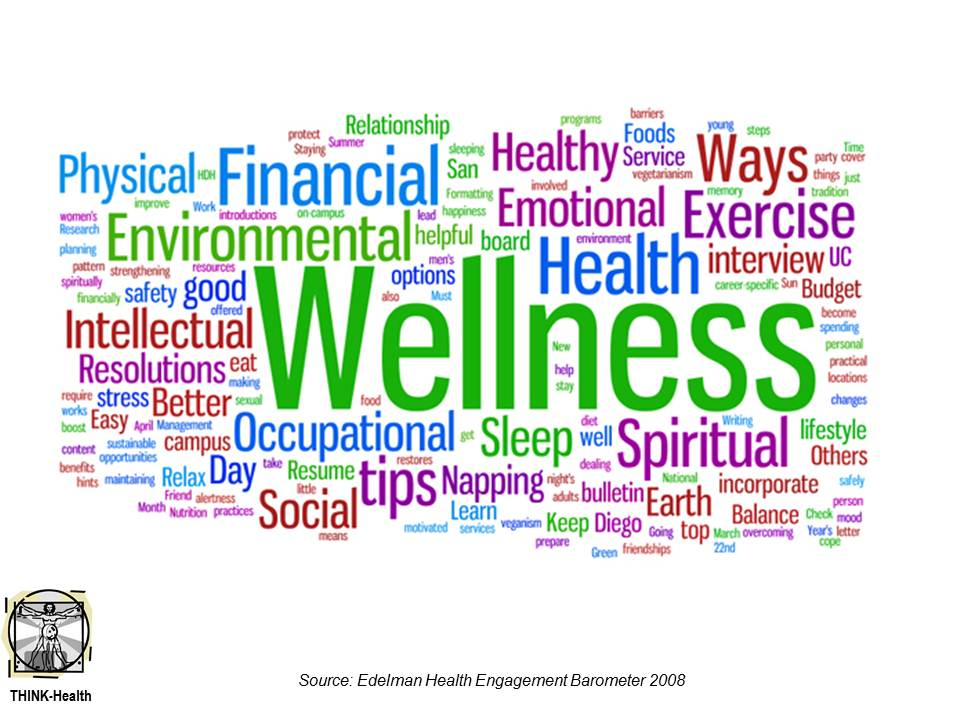 barriers
programs
Relationship
protect
Summer
Staying
sleeping
Healthy
Foods
young
steps
Service
Ways
Time
party cover
Physical
HDH
Financial
San
vegetarianism
things just
improve
Work
Formatting
involved
memory
tradition
women's
introductions
on-campus
lead
happiness
Emotional
Exercise
Research
Environmental
helpful
board
environment
planning
Health
interview
UC
pattern
strengthening
resources
men's
options
spiritually
career-specific
Sun
Budget
financially
safety
good
also
Must
offered
become
Intellectual
Wellness
spending
personal
New
practical
Resolutions
eat
help
locations
making
stay
require
stress
Better
sexual
food
changes
works
boost
Easy
April
Management
Occupational
get
Sleep
diet
well
Spiritual
Writing
lifestyle
content
sustainable
campus
opportunities
restores
dealing
Others
benefits
hints
maintaining
Relax
Day
take
Resume
tips
Napping
night's
adults
National
bulletin
incorporate
safely
little
Friend
alertness
Social
Earth
person
Month
Nutrition
practices
Learn
Balance
Check
mood
means
motivated
services
veganism
Keep
Diego
Going
top
March
overcoming
Year's
letter
prepare
Green
friendships
22nd
cope
THINK-Health
Source: Edelman Health Engagement Barometer 2008